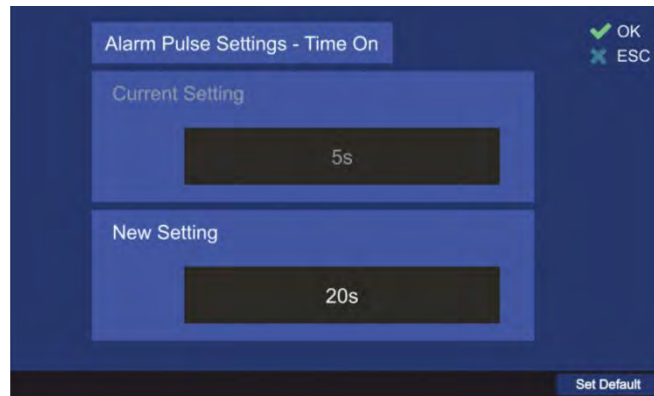 Alarm Pulse Settings - Time On
OK
ESC
Current Setting
5s
New Setting
20s
Set Default